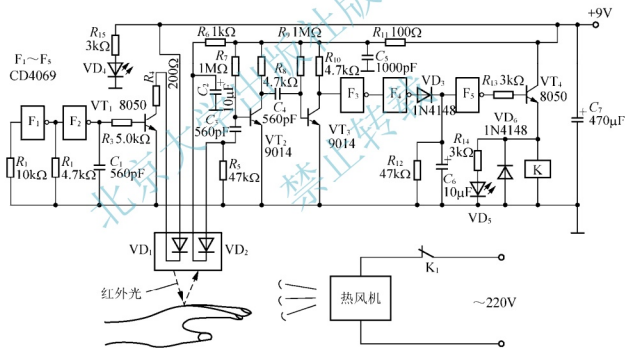 +9V
R15
3kΩ
VD4
F1～F5
CD4069
R4
200Ω
R6 1kΩ
R7
1MΩ
C2
10μF
C3
560pF
R9 1MΩ
R8
4.7kΩ
R10
4.7kΩ
C4
560pF
R11 100Ω
C5
1000pF
VD3
1N4148
R13 3kΩ
VT4
8050
C7
470μF
F1
F2
VT1 8050
R3 5.0kΩ
VT2
9014
VT3
9014
F3
F4
F5
R1
10kΩ
R1
4.7kΩ
C1
560pF
R5
47kΩ
R12
47kΩ
C6
10μF
R14
3kΩ
VD6
1N4148
VD5
K
VD1
VD2
红外光
热风机
K1
～220V
北京大学出版社版权
禁止转载